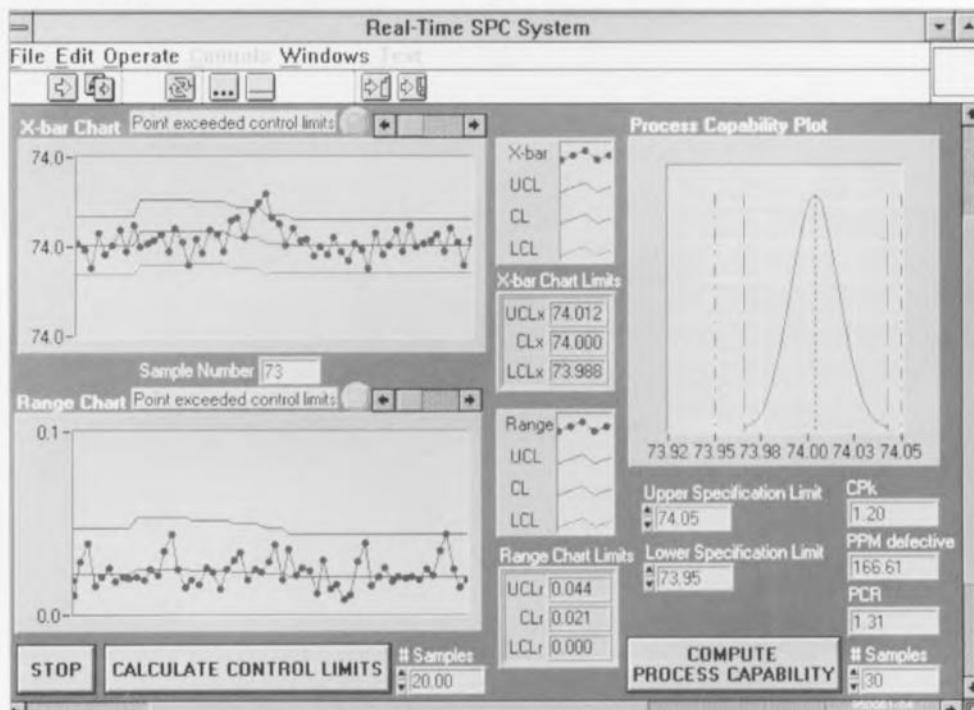 Real-Time SPC System
File Edit Operate Controls Windows Text
X-bar Chart
Point exceeded control limits
74.0
74.0
74.0
Sample Number 73
Range Chart
Point exceeded control limits
0.1
0.0
STOP
CALCULATE CONTROL LIMITS
# Samples
20.00
X-bar
UCL
CL
LCL
X-bar Chart Limits
UCLx 74.012
CLx 74.000
LCLx 73.988
Range
UCL
CL
LCL
Range Chart Limits
UCLr 0.044
CLr 0.021
LCLr 0.000
Process Capability Plot
73.92 73.95 73.98 74.00 74.03 74.05
Upper Specification Limit
74.05
Lower Specification Limit
73.95
CPk
1.20
PPM defective
166.61
PCR
1.31
COMPUTE
PROCESS CAPABILITY
# Samples
30